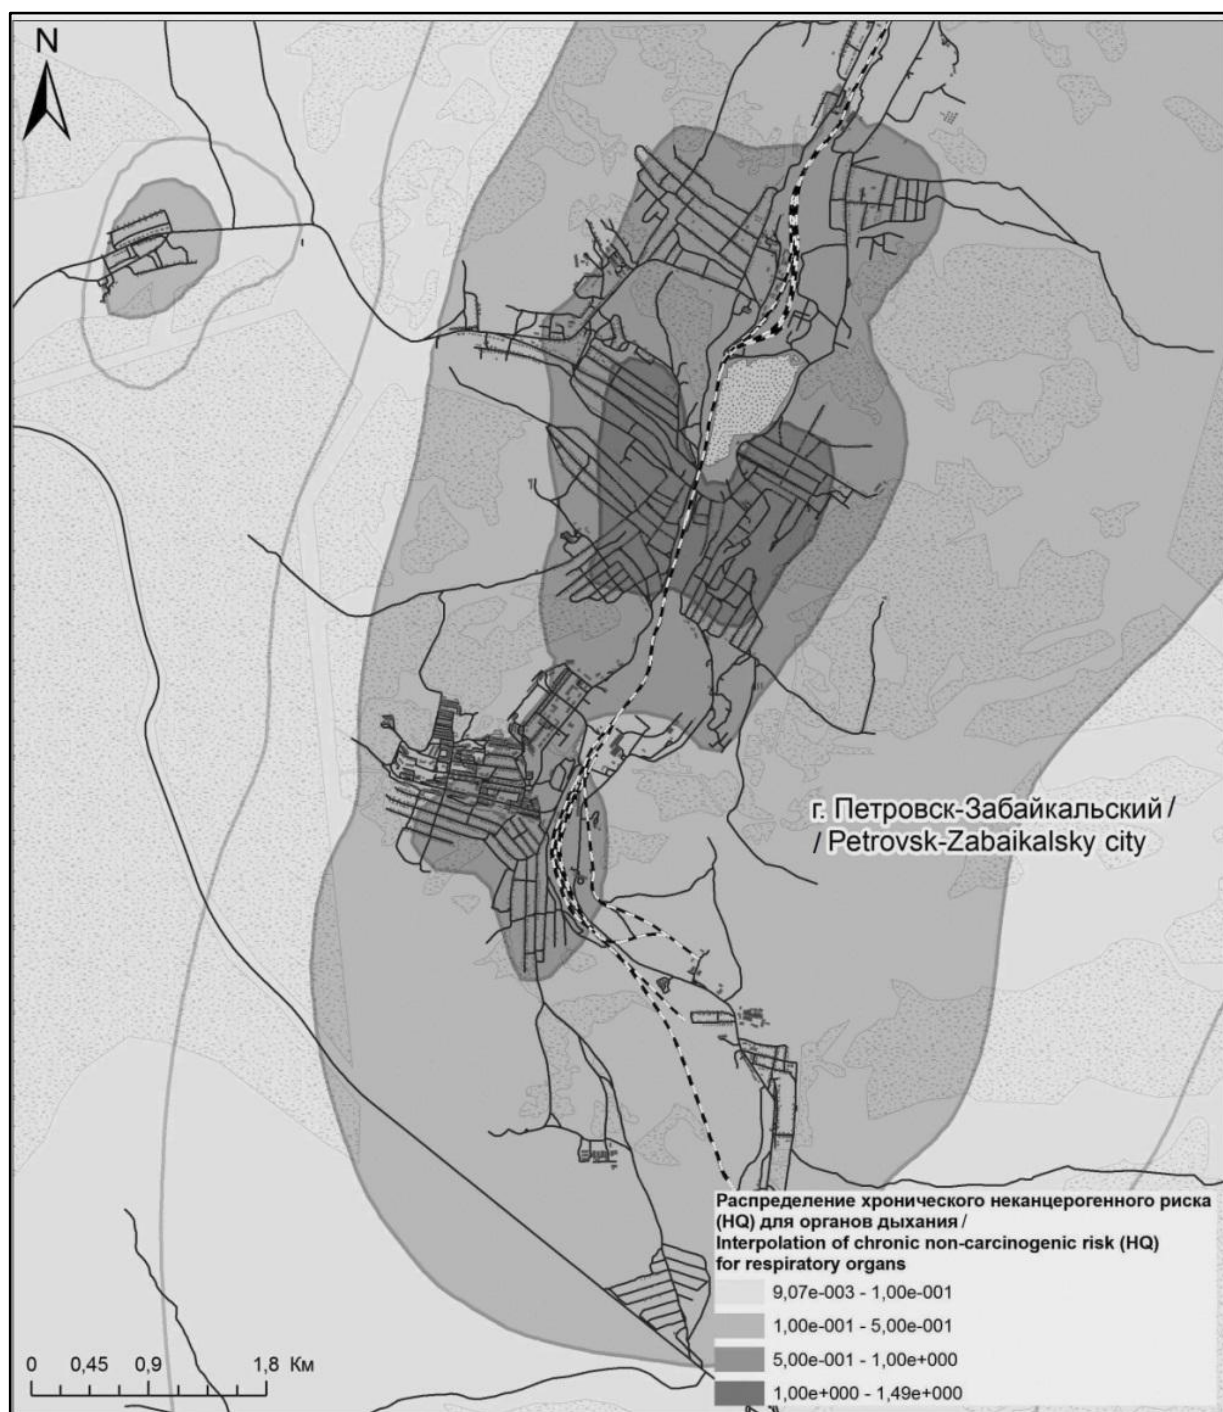 N
г. Петровск-Забайкальский /
/ Petrovsk-Zabaikalsky city
Распределение хронического неканцерогенного риска
(HQ) для органов дыхания /
Interpolation of chronic non-carcinogenic risk (HQ)
for respiratory organs
9,07e-003 - 1,00e-001
1,00e-001 - 5,00e-001
5,00e-001 - 1,00e+000
1,00e+000 - 1,49e+000
0 0,45 0,9 1,8 Км